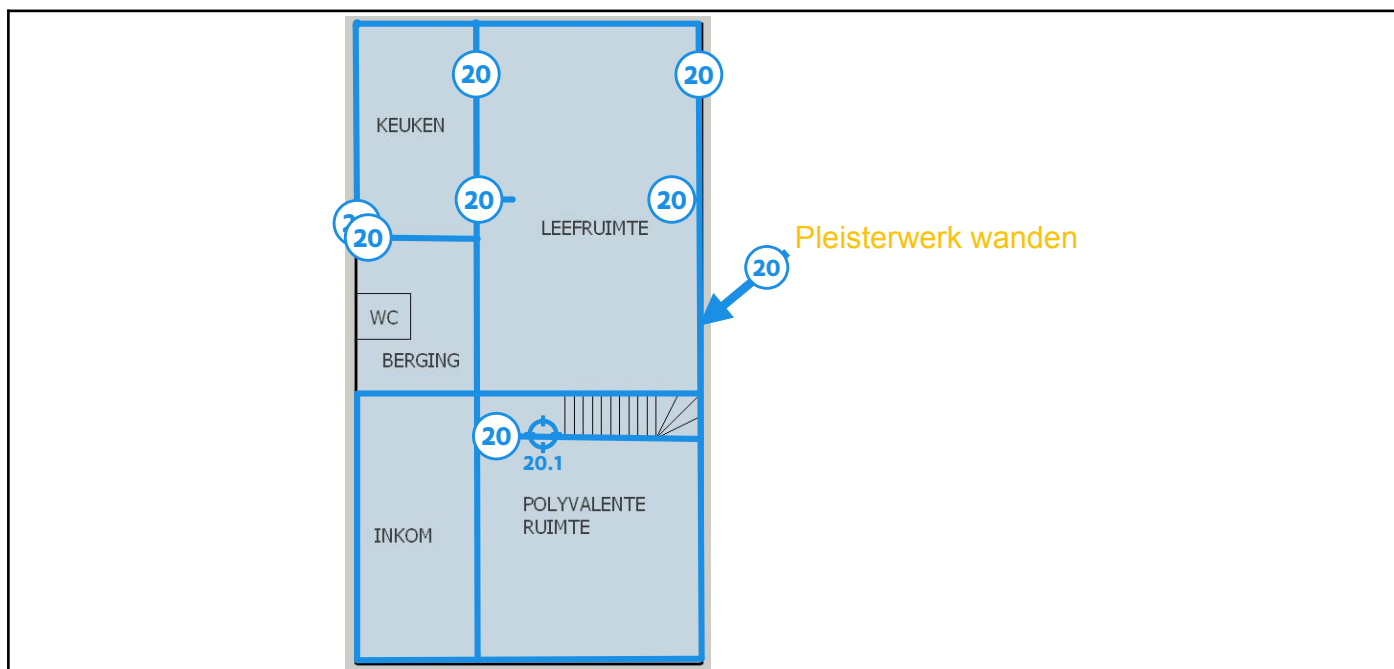 20
20
KEUKEN
20
20
20
LEEFRUIMTE
Pleisterwerk wanden
20
WC
BERGING
20
20.1
POLYVALENTE
RUIMTE
INKOM